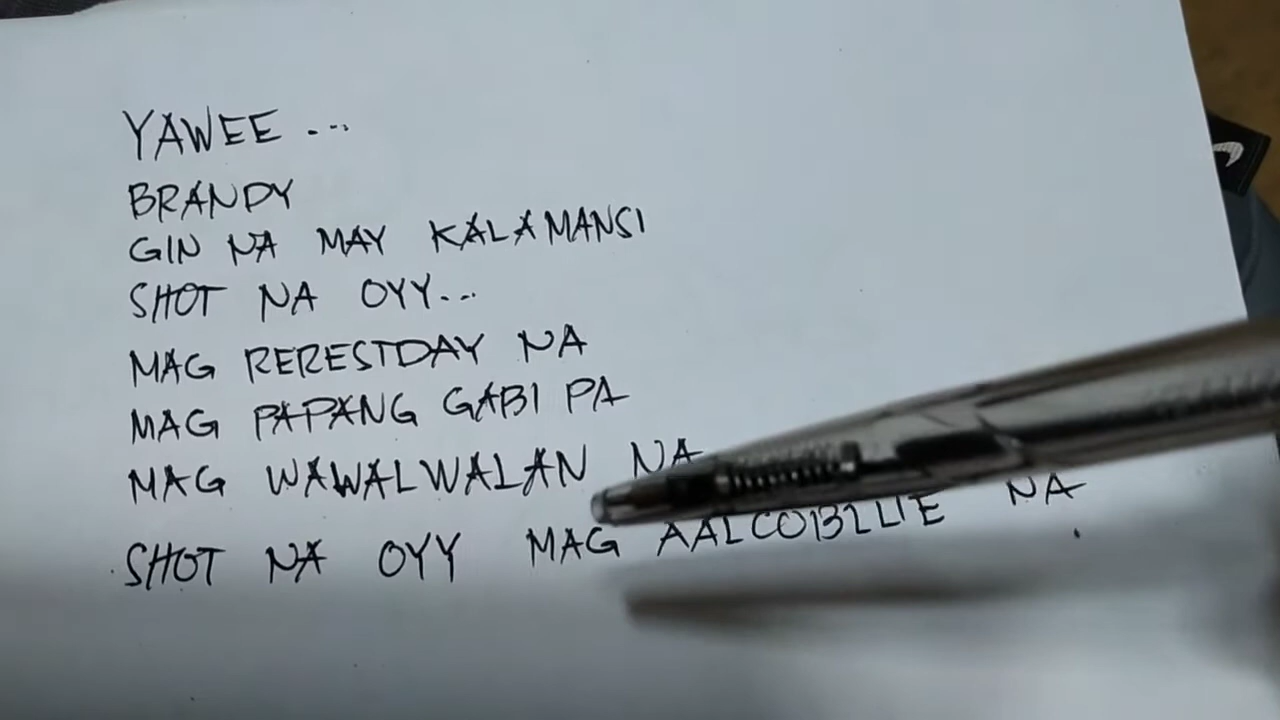 YAWEE...
BRANDY
GIN NA MAY KALAMANSI
SHOT NA OYY...
MAG RERESTDAY NA
MAG PAPANG GABI PA
MAG WAWALWALAN NA
SHOT NA OYY MAG NA